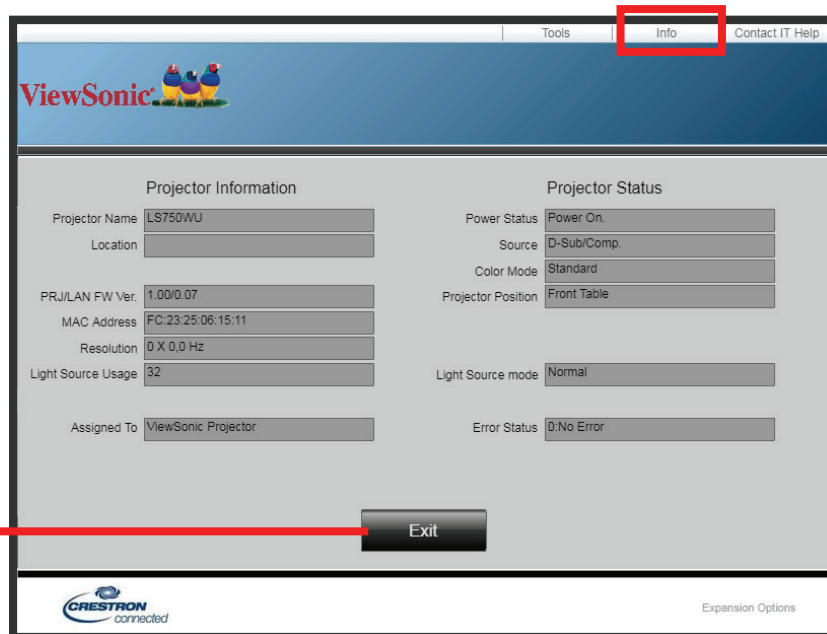 Tools Info Contact IT Help
ViewSonic
Projector Information
Projector Name LS750WU
Location
PRJ/LAN FW Ver. 1.00/0.07
MAC Address FC:23:25:06:15:11
Resolution 0 X 0,0 Hz
Light Source Usage 32
Assigned To ViewSonic Projector
Projector Status
Power Status Power On.
Source D-Sub/Comp.
Color Mode Standard
Projector Position Front Table
Light Source mode Normal
Error Status 0:No Error
Exit
CRESTRON
connected
Expansion Options